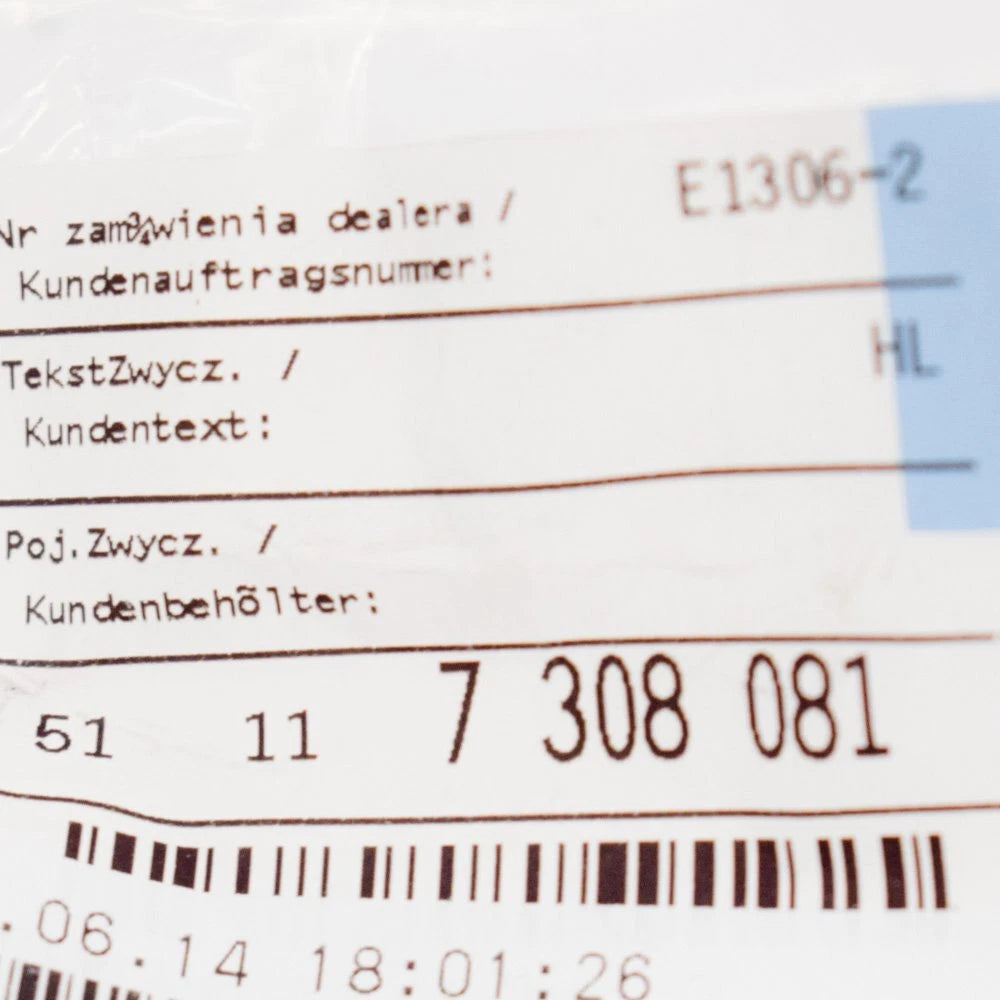 Nr zam¾wienia dealera / E1306-2
Kundenauftragsnummer:
TekstZwycz. / HL
Kundentext:
Poj.Zwycz. /
Kundenbehõlter:
51 11 7 308 081
.06.14 18:01:26